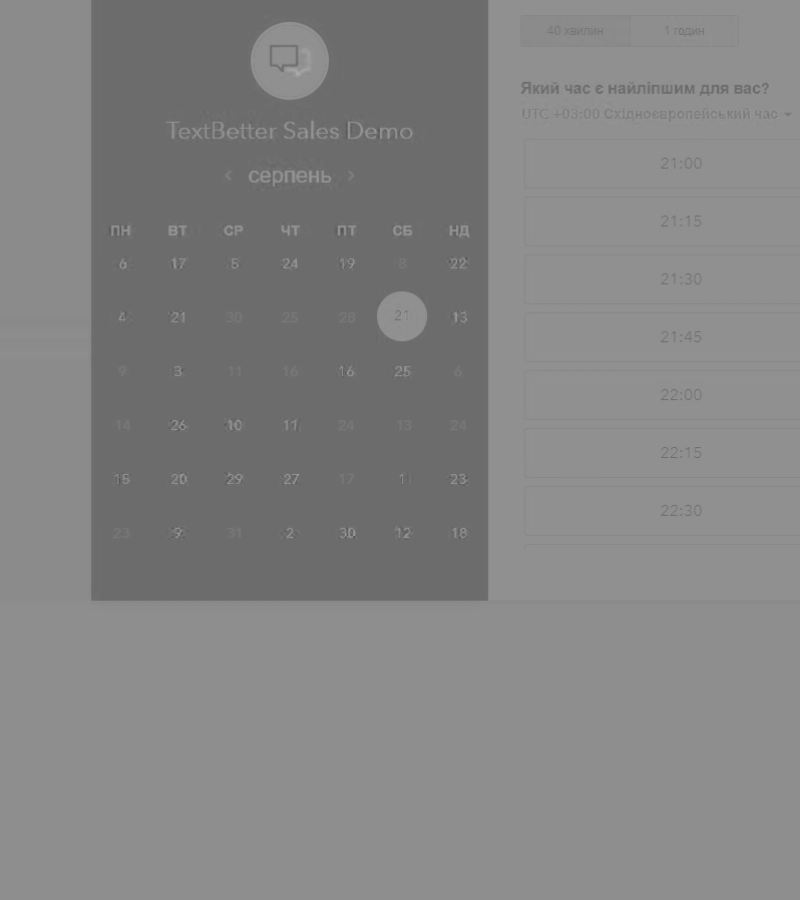 TextBetter Sales Demo
серпень
ПН ВТ СР ЧТ ПТ СБ НД
6 17 5 24 19 8 22
4 21 30 25 28 21 13
9 3 11 16 16 25 6
14 26 10 11 24 13 24
15 20 29 27 17 1 23
23 9 31 2 30 12 18
40 хвилин 1 годин
Який час є найліпшим для вас?
UTC +03:00 Східноєвропейський час
21:00
21:15
21:30
21:45
22:00
22:15
22:30